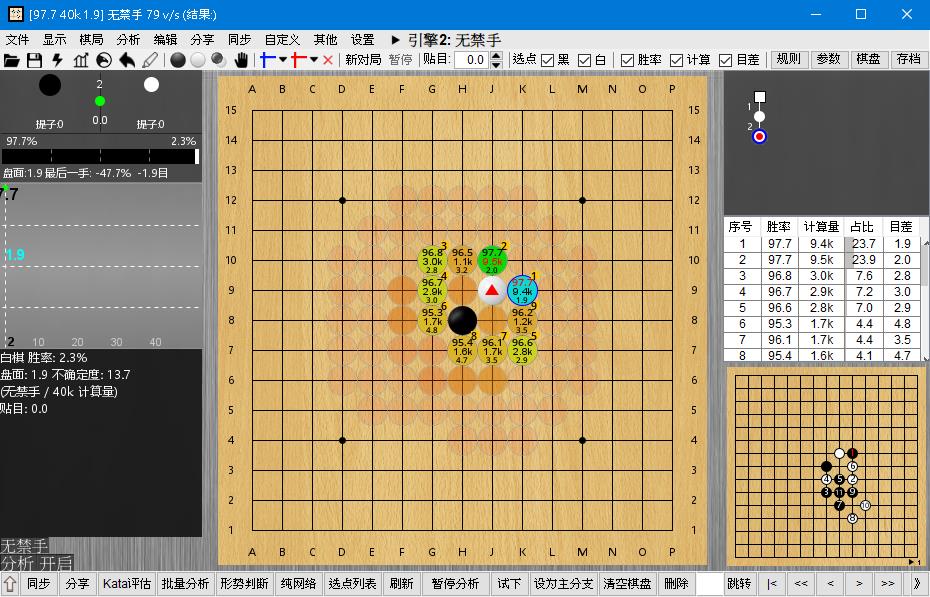 [97.7 40k 1.9] 无禁手 79 v/s (结果:)
文件 显示 棋局 分析 编辑 分享 同步 自定义 其他 设置 ▶ 引擎2: 无禁手
新对局 暂停 贴目: 0.0 选点 黑 白 胜率 计算 目差 规则 参数 棋盘 存档
2
0.0
提子:0 提子:0
97.7% 2.3%
盘面:1.9 最后一手: -47.7% -1.9目
7.7
1.9
2 10 20 30 40
白棋 胜率: 2.3%
盘面: 1.9 不确定度: 13.7
(无禁手 / 40k 计算量)
贴目: 0.0
无禁手
分析 开启
A B C D E F G H J K L M N O P
15 15
14 14
13 13
12 12
11 11
10 3 96.8 3.0k 2.8 96.5 1.1k 3.2 2 97.7 9.5k 2.0 10
9 4 96.7 2.9k 3.0 1 97.7 9.4k 1.9 9
8 6 95.3 1.7k 4.8 9 96.2 1.2k 3.5 8
7 8 95.4 1.6k 4.7 7 96.1 1.7k 3.5 5 96.6 2.8k 2.9 7
6 6
5 5
4 4
3 3
2 2
1 1
A B C D E F G H J K L M N O P
1
2
序号 胜率 计算量 占比 目差
1 97.7 9.4k 23.7 1.9
2 97.7 9.5k 23.9 2.0
3 96.8 3.0k 7.6 2.8
4 96.7 2.9k 7.2 3.0
5 96.6 2.8k 7.0 2.9
6 95.3 1.7k 4.4 4.8
7 96.1 1.7k 4.4 3.5
8 95.4 1.6k 4.1 4.7
1
6
4 5 2
3 11 9
7 10
8
▶ 1
同步 分享 Kata评估 批量分析 形势判断 纯网络 选点列表 刷新 暂停分析 试下 设为主分支 清空棋盘 删除 跳转 |< << < > >> 》